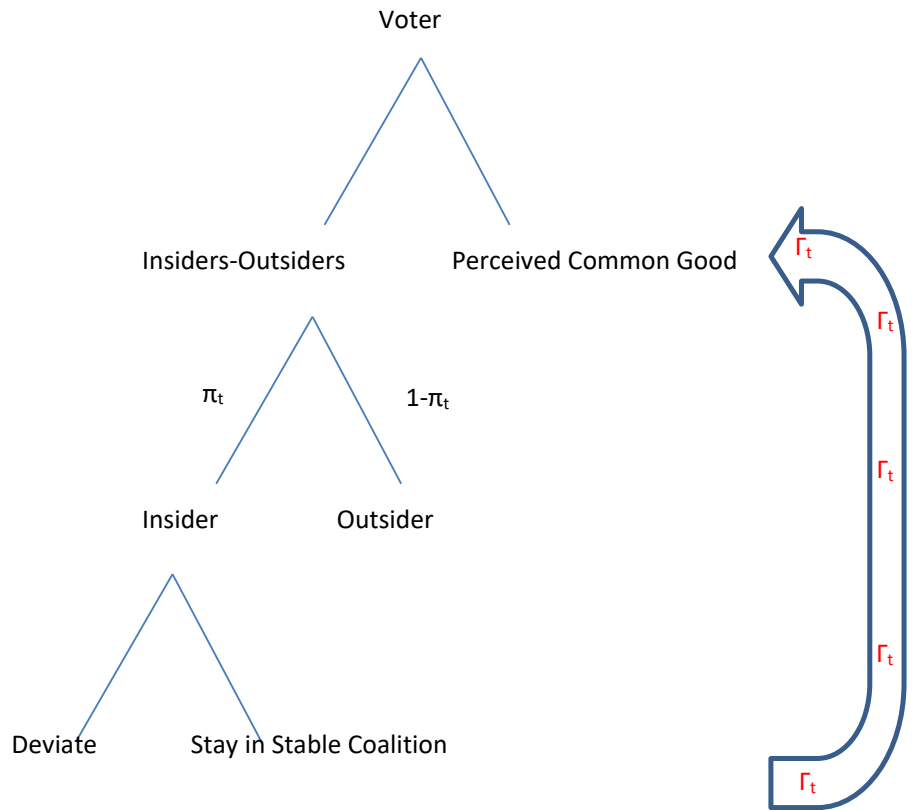 Voter
Insiders-Outsiders Perceived Common Good Γt
Γt
πt 1-πt
Γt
Insider Outsider
Γt
Deviate Stay in Stable Coalition
Γt